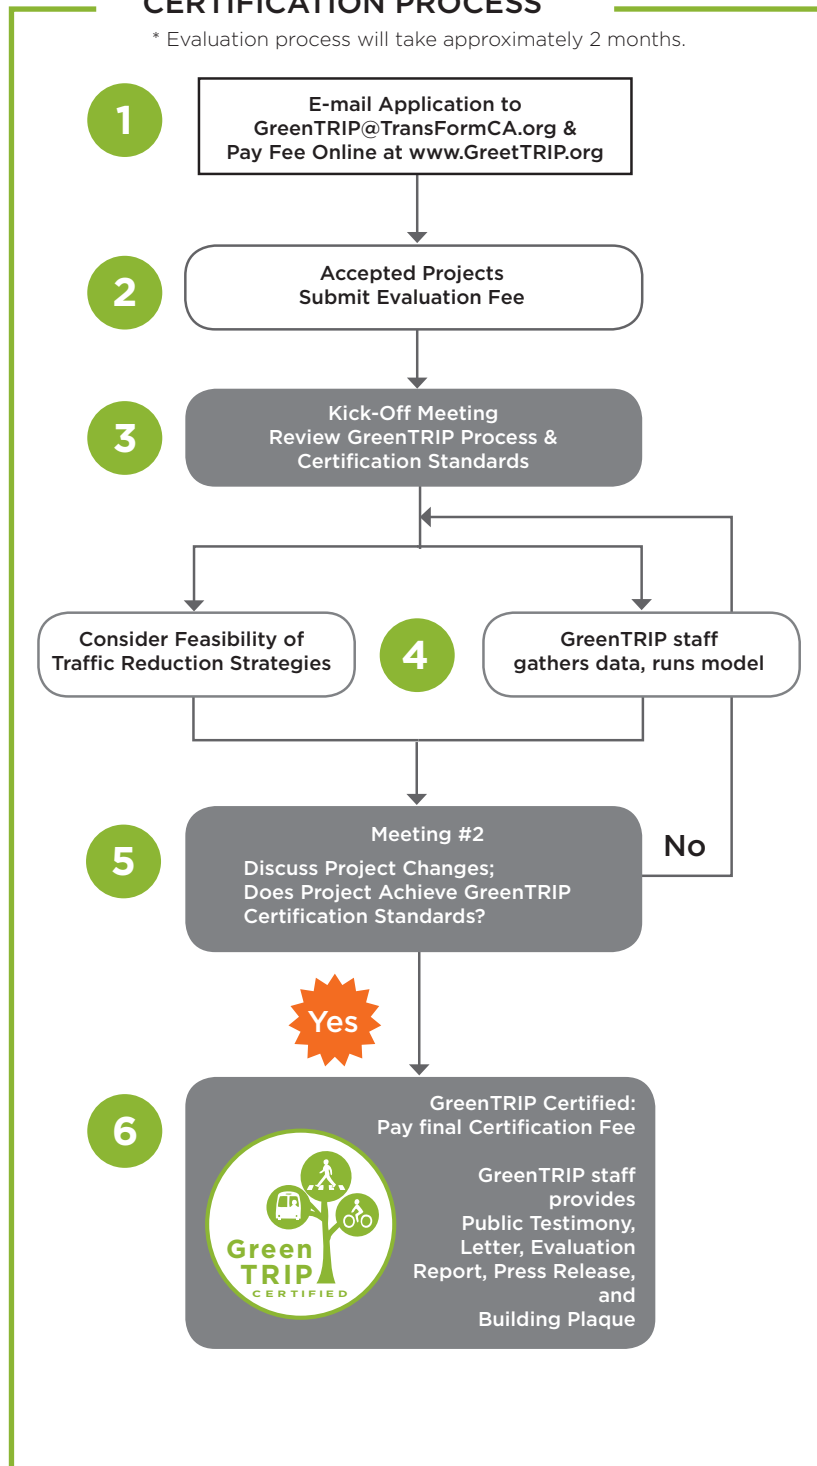 CERTIFICATION PROCESS
* Evaluation process will take approximately 2 months.
1
E-mail Application to
GreenTRIP@TransFormCA.org &
Pay Fee Online at www.GreetTRIP.org
2
Accepted Projects
Submit Evaluation Fee
3
Kick-Off Meeting
Review GreenTRIP Process &
Certification Standards
Consider Feasibility of
Traffic Reduction Strategies
4
GreenTRIP staff
gathers data, runs model
5
Meeting #2
Discuss Project Changes;
Does Project Achieve GreenTRIP
Certification Standards?
No
Yes
6
GreenTRIP Certified:
Pay final Certification Fee
GreenTRIP staff
provides
Public Testimony,
Letter, Evaluation
Report, Press Release,
and
Building Plaque
Green
TRIP
CERTIFIED